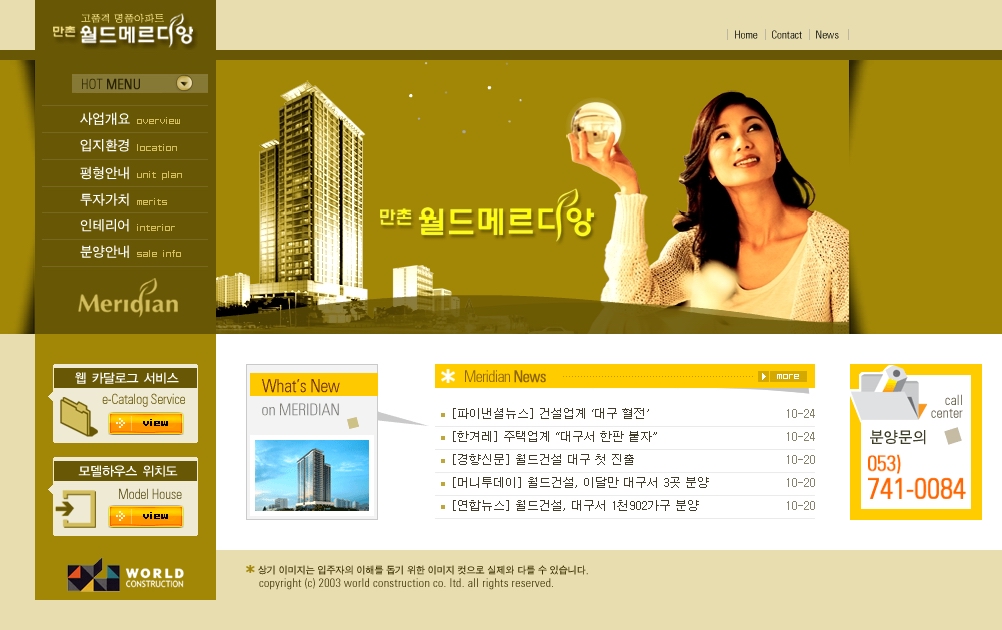 고품격 명품아파트
만촌 월드메르디앙
Home
Contact
News
HOT MENU
사업개요 overview
입지환경 location
평형안내 unit plan
투자가치 merits
인테리어 interior
분양안내 sale info
Meridian
만촌 월드메르디앙
웹 카달로그 서비스
e-Catalog Service
view
모델하우스 위치도
Model House
view
WORLD
CONSTRUCTION
What's New
on MERIDIAN
Meridian News
more
[파이낸셜뉴스] 건설업계 ‘대구 혈전’ 10-24
[한겨레] 주택업계 “대구서 한판 붙자” 10-24
[경향신문] 월드건설 대구 첫 진출 10-20
[머니투데이] 월드건설, 이달만 대구서 3곳 분양 10-20
[연합뉴스] 월드건설, 대구서 1천902가구 분양 10-20
call
center
분양문의
053)
741-0084
상기 이미지는 입주자의 이해를 돕기 위한 이미지 컷으로 실제와 다를 수 있습니다.
copyright (c) 2003 world construction co. ltd. all rights reserved.